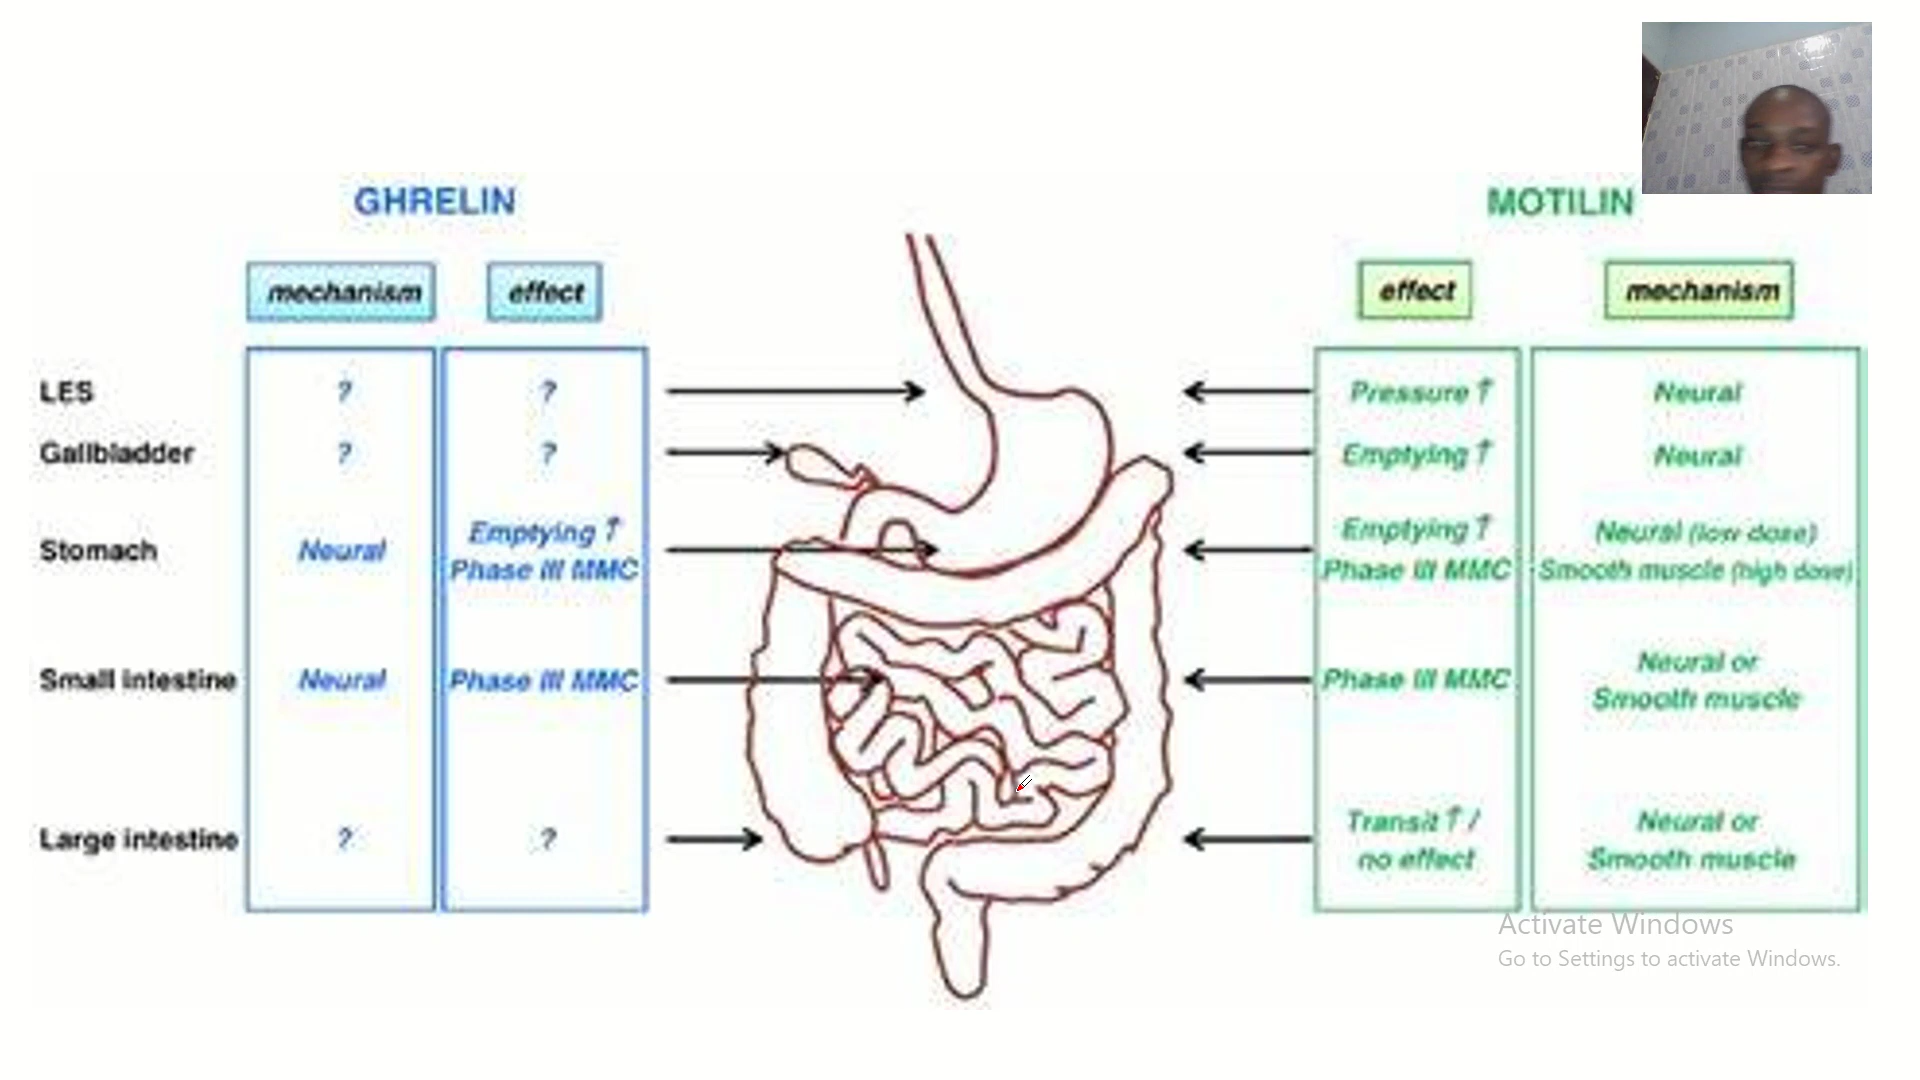 GHRELIN
MOTILIN
mechanism effect effect mechanism
LES ? ? Pressure ↑ Neural
Gallbladder ? ? Emptying ↑ Neural
Stomach Neural Emptying ↑ Emptying ↑ Neural (low dose)
Phase III MMC Phase III MMC Smooth muscle (high dose)
Small intestine Neural Phase III MMC Phase III MMC Neural or
Smooth muscle
Large intestine ? ? Transit ↑ / Neural or
no effect Smooth muscle
Activate Windows
Go to Settings to activate Windows.